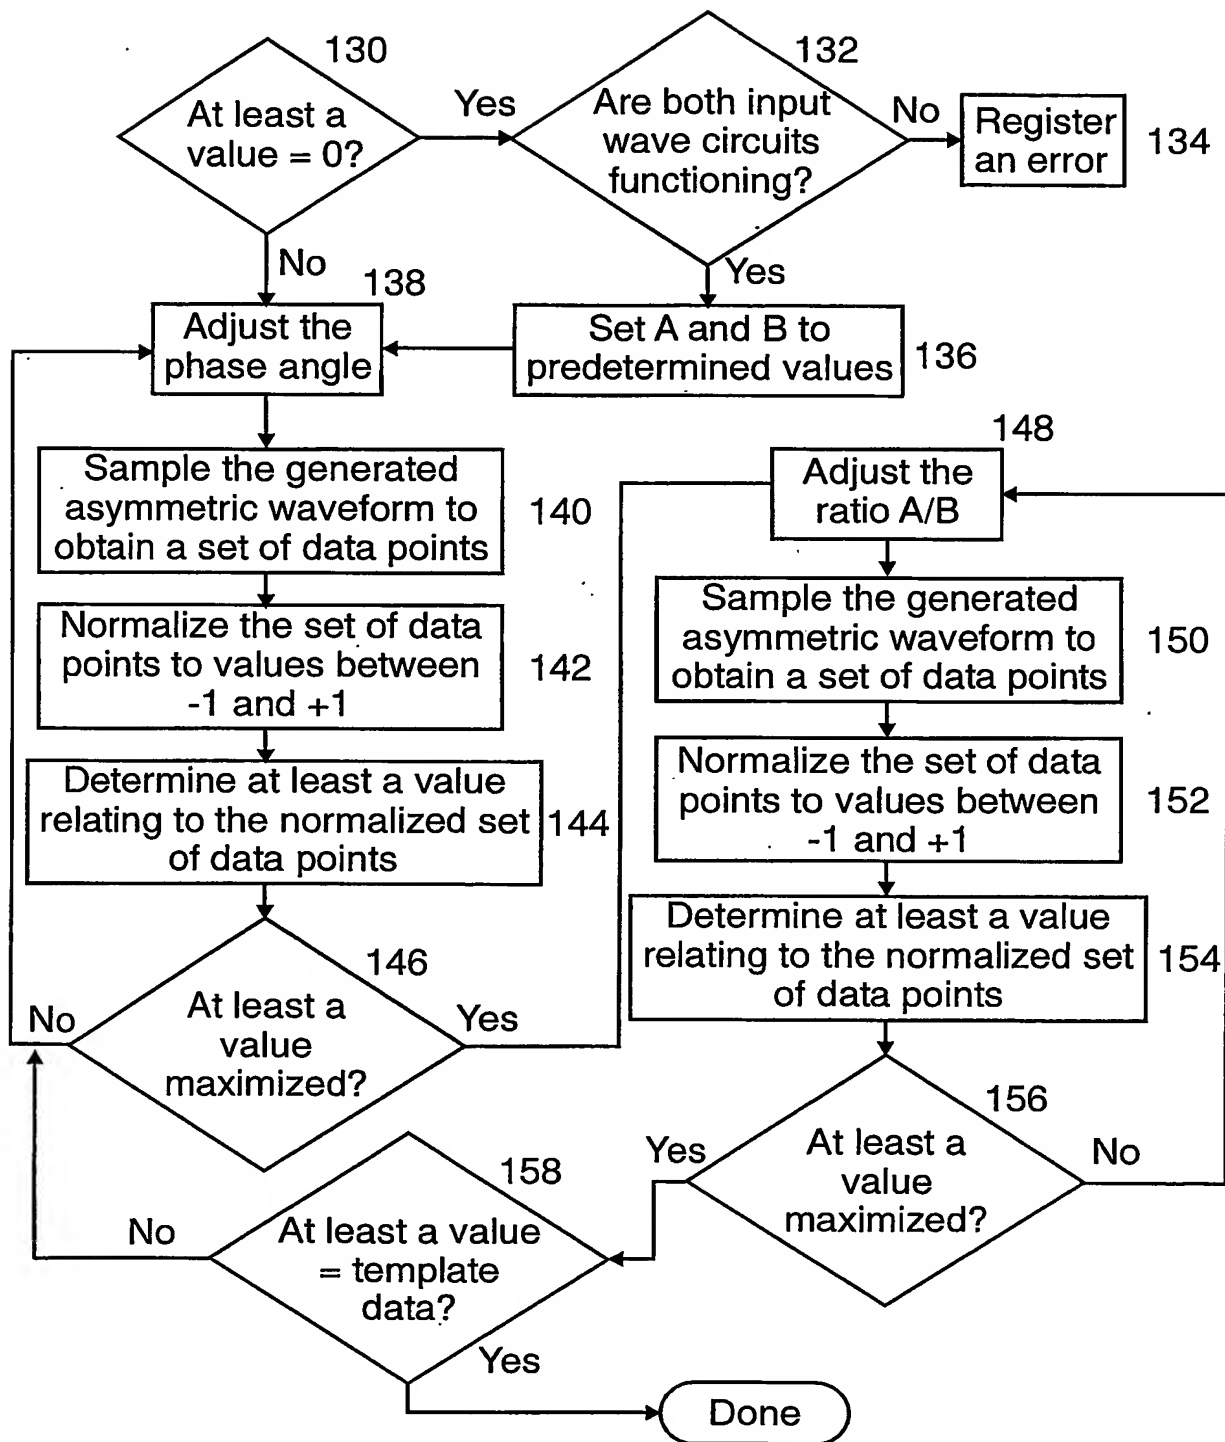 130
At least a
value = 0?
Yes
132
Are both input
wave circuits
functioning?
No
Register
an error
134
No
Yes
138
Adjust the
phase angle
Set A and B to
predetermined values
136
Sample the generated
asymmetric waveform to
obtain a set of data points
140
Normalize the set of data
points to values between
-1 and +1
142
Determine at least a value
relating to the normalized set
of data points
144
146
At least a
value
maximized?
No
Yes
148
Adjust the
ratio A/B
Sample the generated
asymmetric waveform to
obtain a set of data points
150
Normalize the set of data
points to values between
-1 and +1
152
Determine at least a value
relating to the normalized set
of data points
154
156
At least a
value
maximized?
Yes
No
158
At least a value
= template
data?
No
Yes
Done